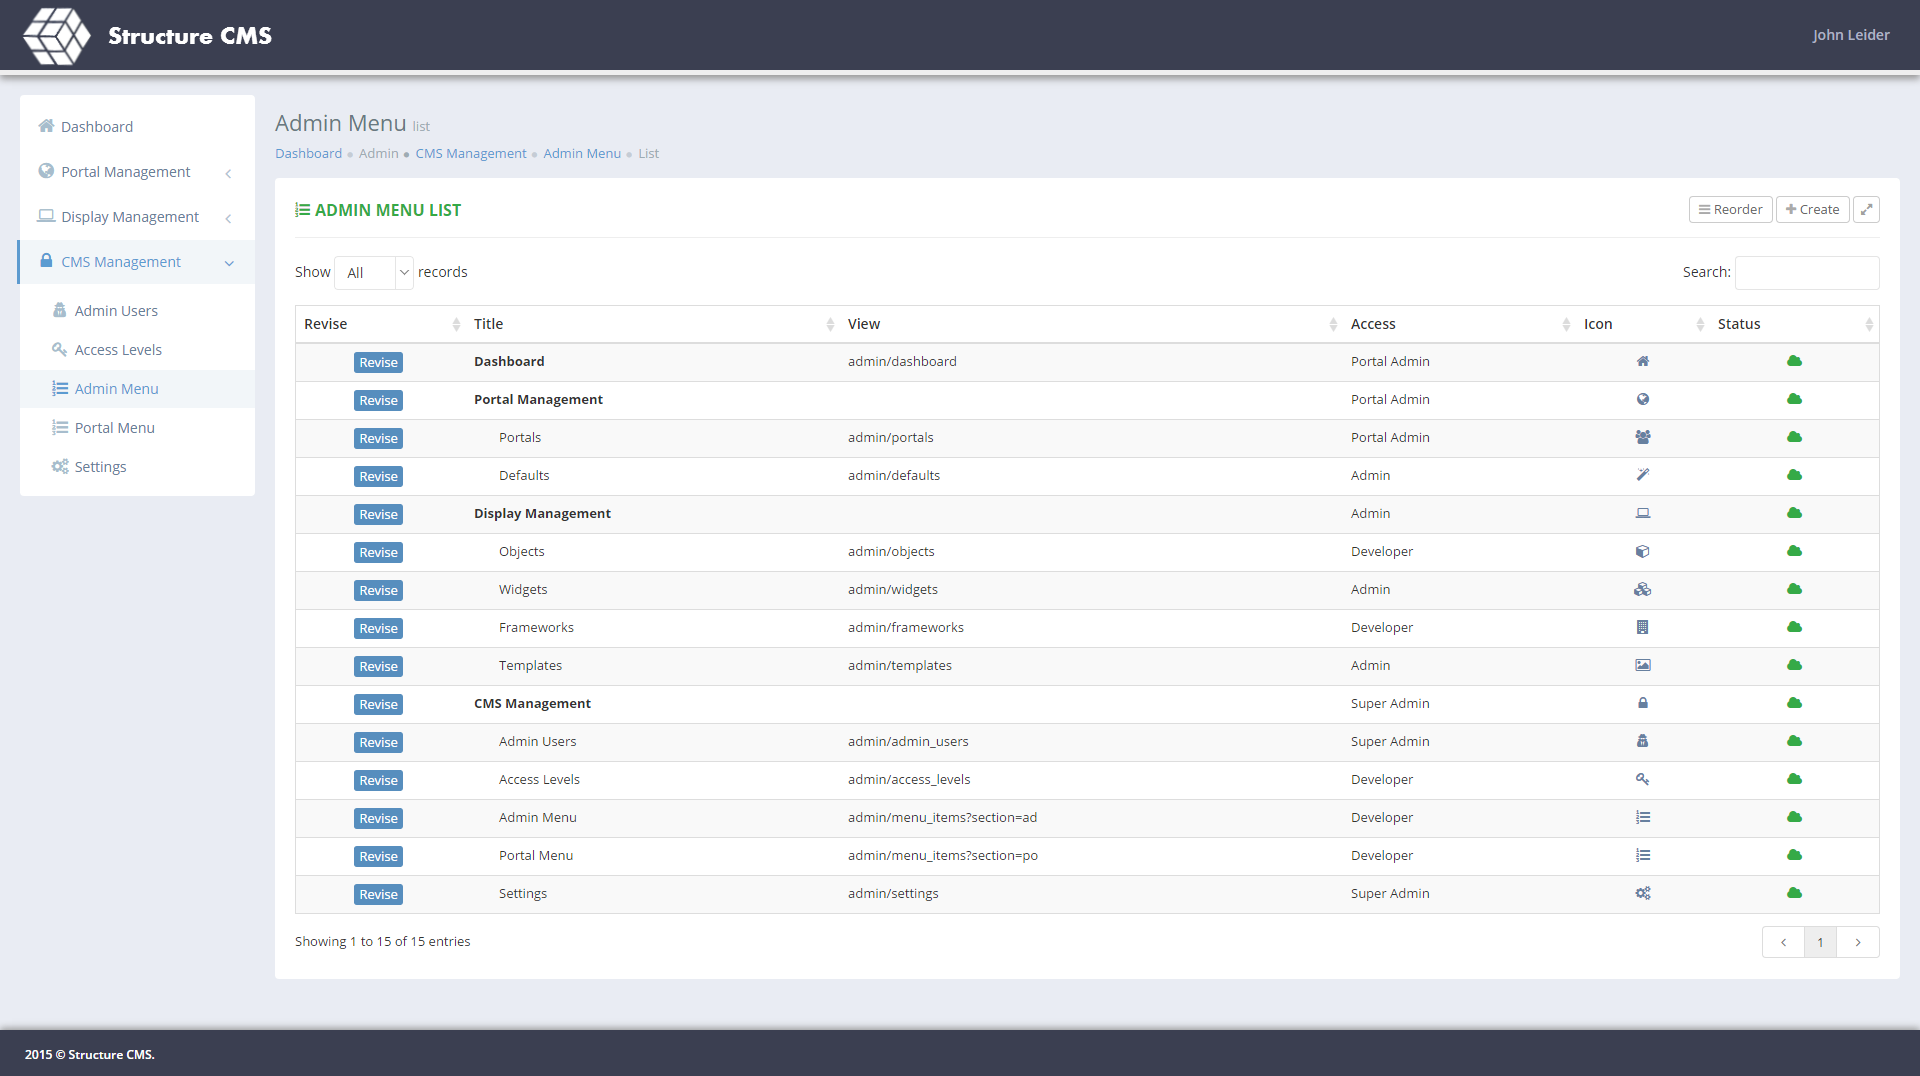 Structure CMS
John Leider
Dashboard
Portal Management
Display Management
CMS Management
Admin Users
Access Levels
Admin Menu
Portal Menu
Settings
Admin Menu list
Dashboard Admin CMS Management Admin Menu List
ADMIN MENU LIST
Reorder Create
Show All records
Search:
Revise Title View Access Icon Status
Revise Dashboard admin/dashboard Portal Admin
Revise Portal Management Portal Admin
Revise Portals admin/portals Portal Admin
Revise Defaults admin/defaults Admin
Revise Display Management Admin
Revise Objects admin/objects Developer
Revise Widgets admin/widgets Admin
Revise Frameworks admin/frameworks Developer
Revise Templates admin/templates Admin
Revise CMS Management Super Admin
Revise Admin Users admin/admin_users Super Admin
Revise Access Levels admin/access_levels Developer
Revise Admin Menu admin/menu_items?section=ad Developer
Revise Portal Menu admin/menu_items?section=po Developer
Revise Settings admin/settings Super Admin
Showing 1 to 15 of 15 entries
1
2015 © Structure CMS.